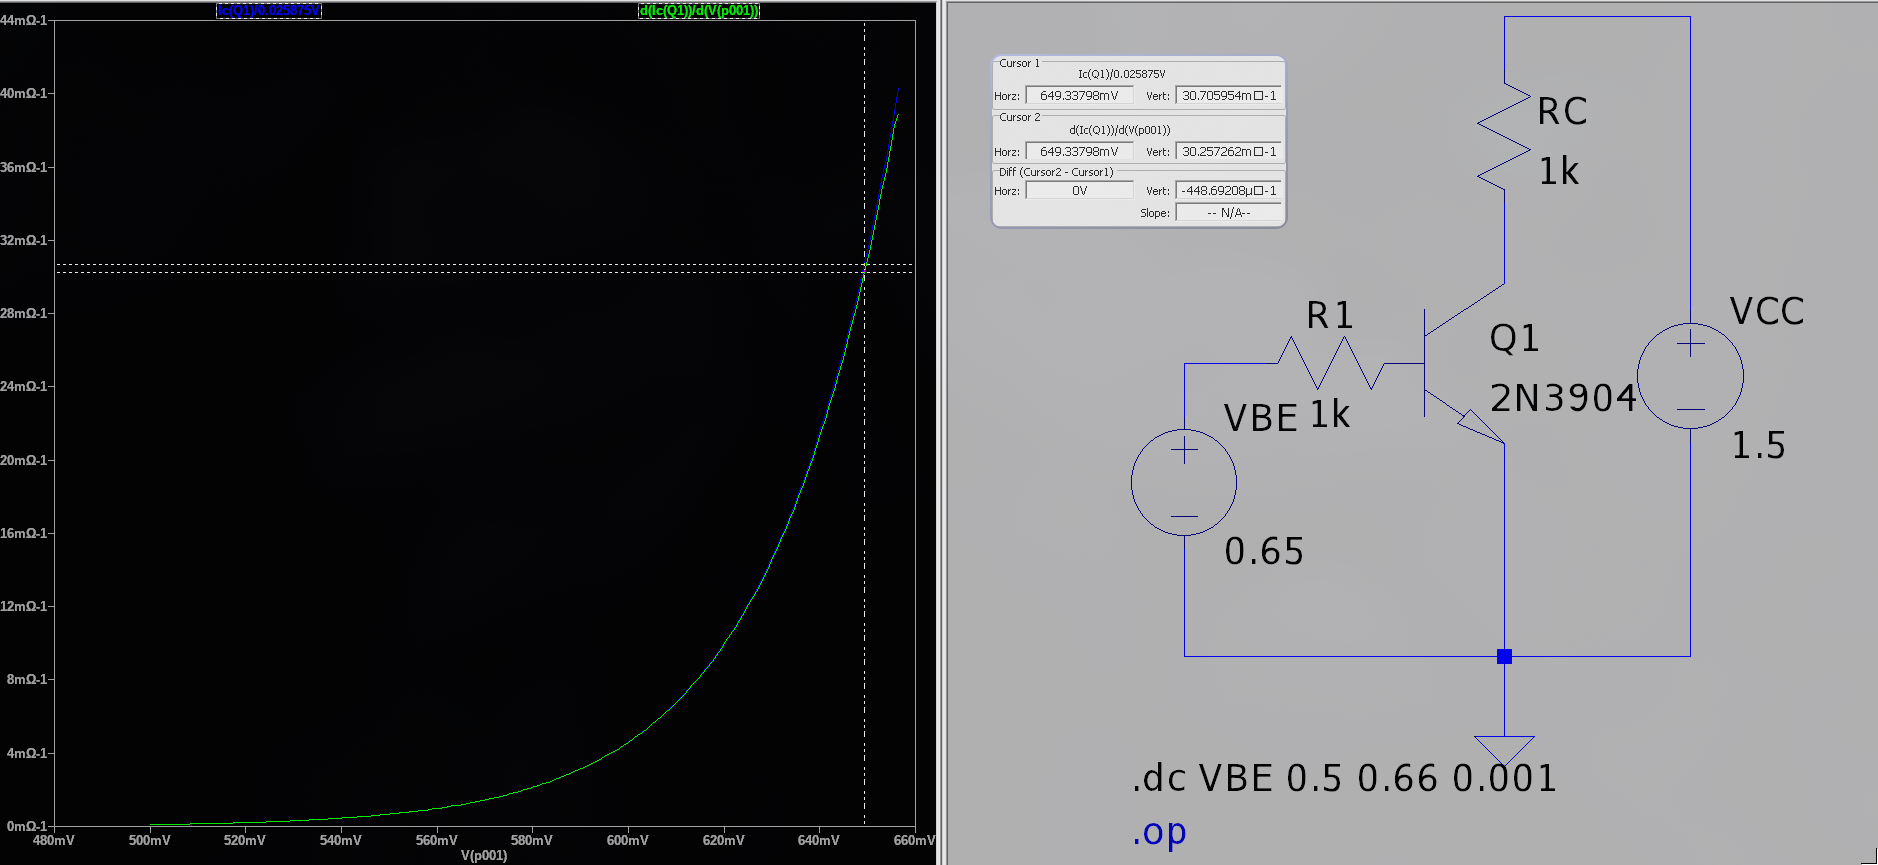 Ic(Q1)/0.025875V
d(Ic(Q1))/d(V(p001))
44mΩ-1
40mΩ-1
36mΩ-1
32mΩ-1
28mΩ-1
24mΩ-1
20mΩ-1
16mΩ-1
12mΩ-1
8mΩ-1
4mΩ-1
0mΩ-1
480mV
500mV
520mV
540mV
560mV
580mV
600mV
620mV
640mV
660mV
V(p001)
Cursor 1
Ic(Q1)/0.025875V
Horz: 649.33798mV Vert: 30.705954m□-1
Cursor 2
d(Ic(Q1))/d(V(p001))
Horz: 649.33798mV Vert: 30.257262m□-1
Diff (Cursor2 - Cursor1)
Horz: 0V Vert: -448.69208µ□-1
Slope: -- N/A--
RC
1k
R1
1k
Q1
2N3904
VCC
1.5
VBE
0.65
.dc VBE 0.5 0.66 0.001
.op